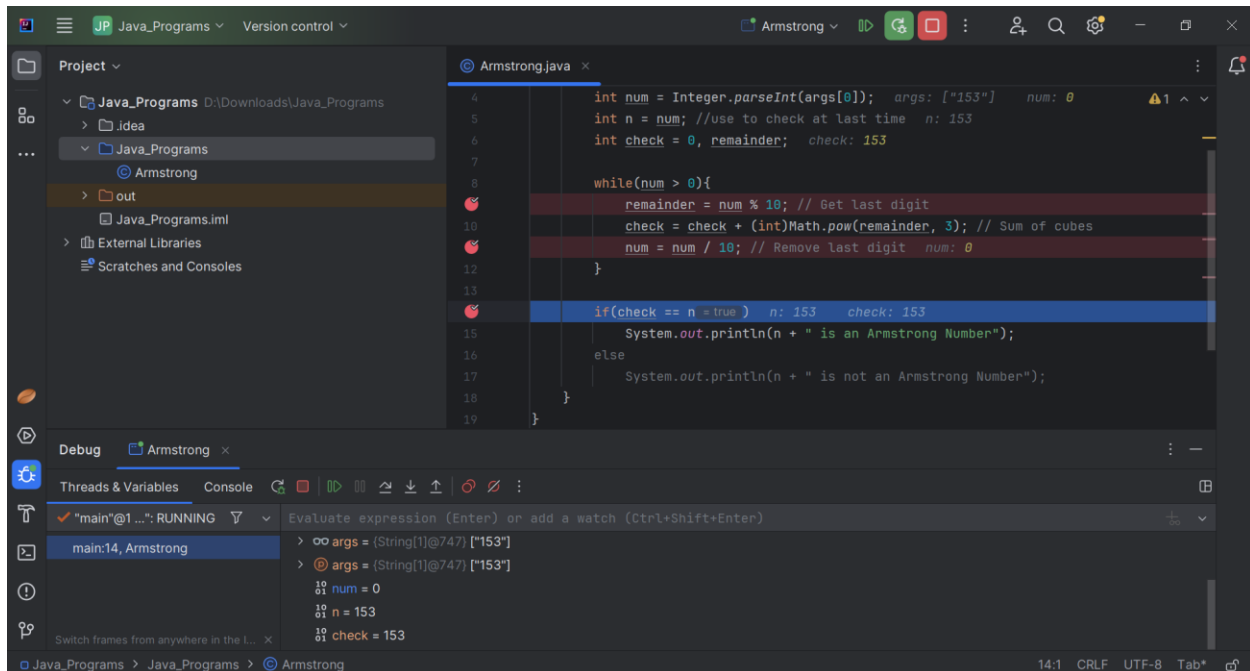 JP Java_Programs Version control Armstrong
Project
Java_Programs D:\Downloads\Java_Programs
.idea
Java_Programs
Armstrong
out
Java_Programs.iml
External Libraries
Scratches and Consoles
Armstrong.java
4 int num = Integer.parseInt(args[0]); args: ["153"] num: 0 1
5 int n = num; //use to check at last time n: 153
6 int check = 0, remainder; check: 153
7
8 while(num > 0){
remainder = num % 10; // Get last digit
10 check = check + (int)Math.pow(remainder, 3); // Sum of cubes
num = num / 10; // Remove last digit num: 0
12 }
13
if(check == n = true ) n: 153 check: 153
15 System.out.println(n + " is an Armstrong Number");
16 else
17 System.out.println(n + " is not an Armstrong Number");
18 }
19 }
Debug Armstrong
Threads & Variables Console
"main"@1 ...": RUNNING
main:14, Armstrong
Switch frames from anywhere in the I...
Evaluate expression (Enter) or add a watch (Ctrl+Shift+Enter)
args = {String[1]@747} ["153"]
args = {String[1]@747} ["153"]
num = 0
n = 153
check = 153
Java_Programs > Java_Programs > Armstrong 14:1 CRLF UTF-8 Tab*